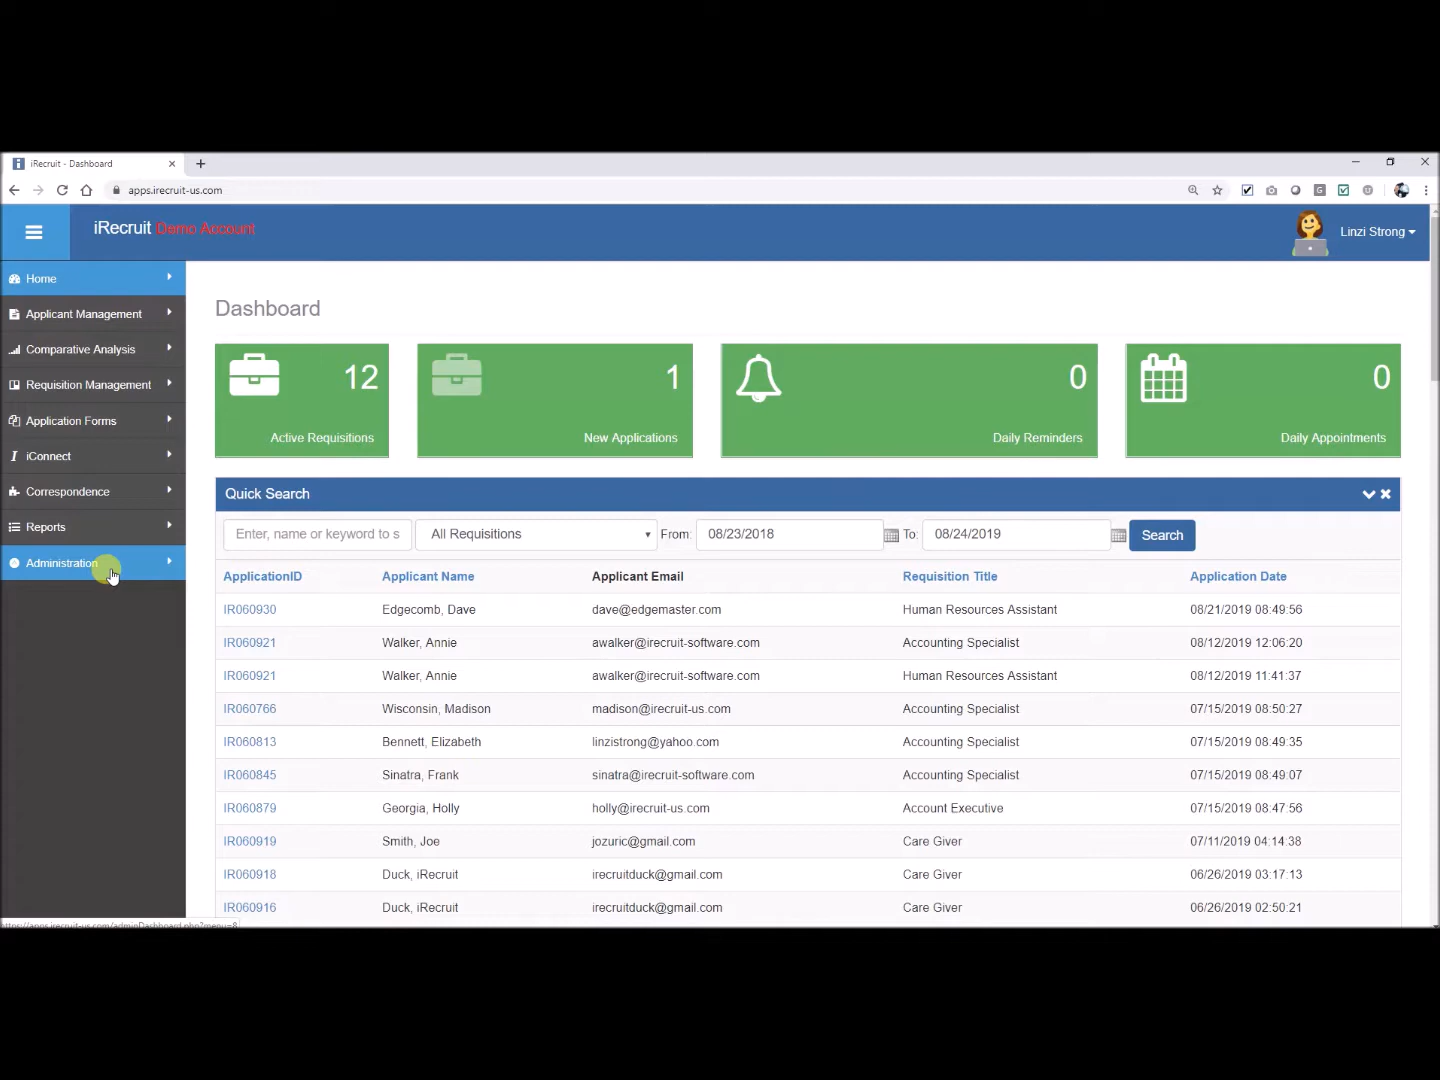 iRecruit - Dashboard
apps.irecruit-us.com
iRecruit Demo Account
Linzi Strong
Home
Applicant Management
Comparative Analysis
Requisition Management
Application Forms
iConnect
Correspondence
Reports
Administration
Dashboard
12
Active Requisitions
1
New Applications
0
Daily Reminders
0
Daily Appointments
Quick Search
Enter, name or keyword to s All Requisitions From: 08/23/2018 To: 08/24/2019 Search
ApplicationID Applicant Name Applicant Email Requisition Title Application Date
IR060930 Edgecomb, Dave dave@edgemaster.com Human Resources Assistant 08/21/2019 08:49:56
IR060921 Walker, Annie awalker@irecruit-software.com Accounting Specialist 08/12/2019 12:06:20
IR060921 Walker, Annie awalker@irecruit-software.com Human Resources Assistant 08/12/2019 11:41:37
IR060766 Wisconsin, Madison madison@irecruit-us.com Accounting Specialist 07/15/2019 08:50:27
IR060813 Bennett, Elizabeth linzistrong@yahoo.com Accounting Specialist 07/15/2019 08:49:35
IR060845 Sinatra, Frank sinatra@irecruit-software.com Accounting Specialist 07/15/2019 08:49:07
IR060879 Georgia, Holly holly@irecruit-us.com Account Executive 07/15/2019 08:47:56
IR060919 Smith, Joe jozuric@gmail.com Care Giver 07/11/2019 04:14:38
IR060918 Duck, iRecruit irecruitduck@gmail.com Care Giver 06/26/2019 03:17:13
IR060916 Duck, iRecruit irecruitduck@gmail.com Care Giver 06/26/2019 02:50:21